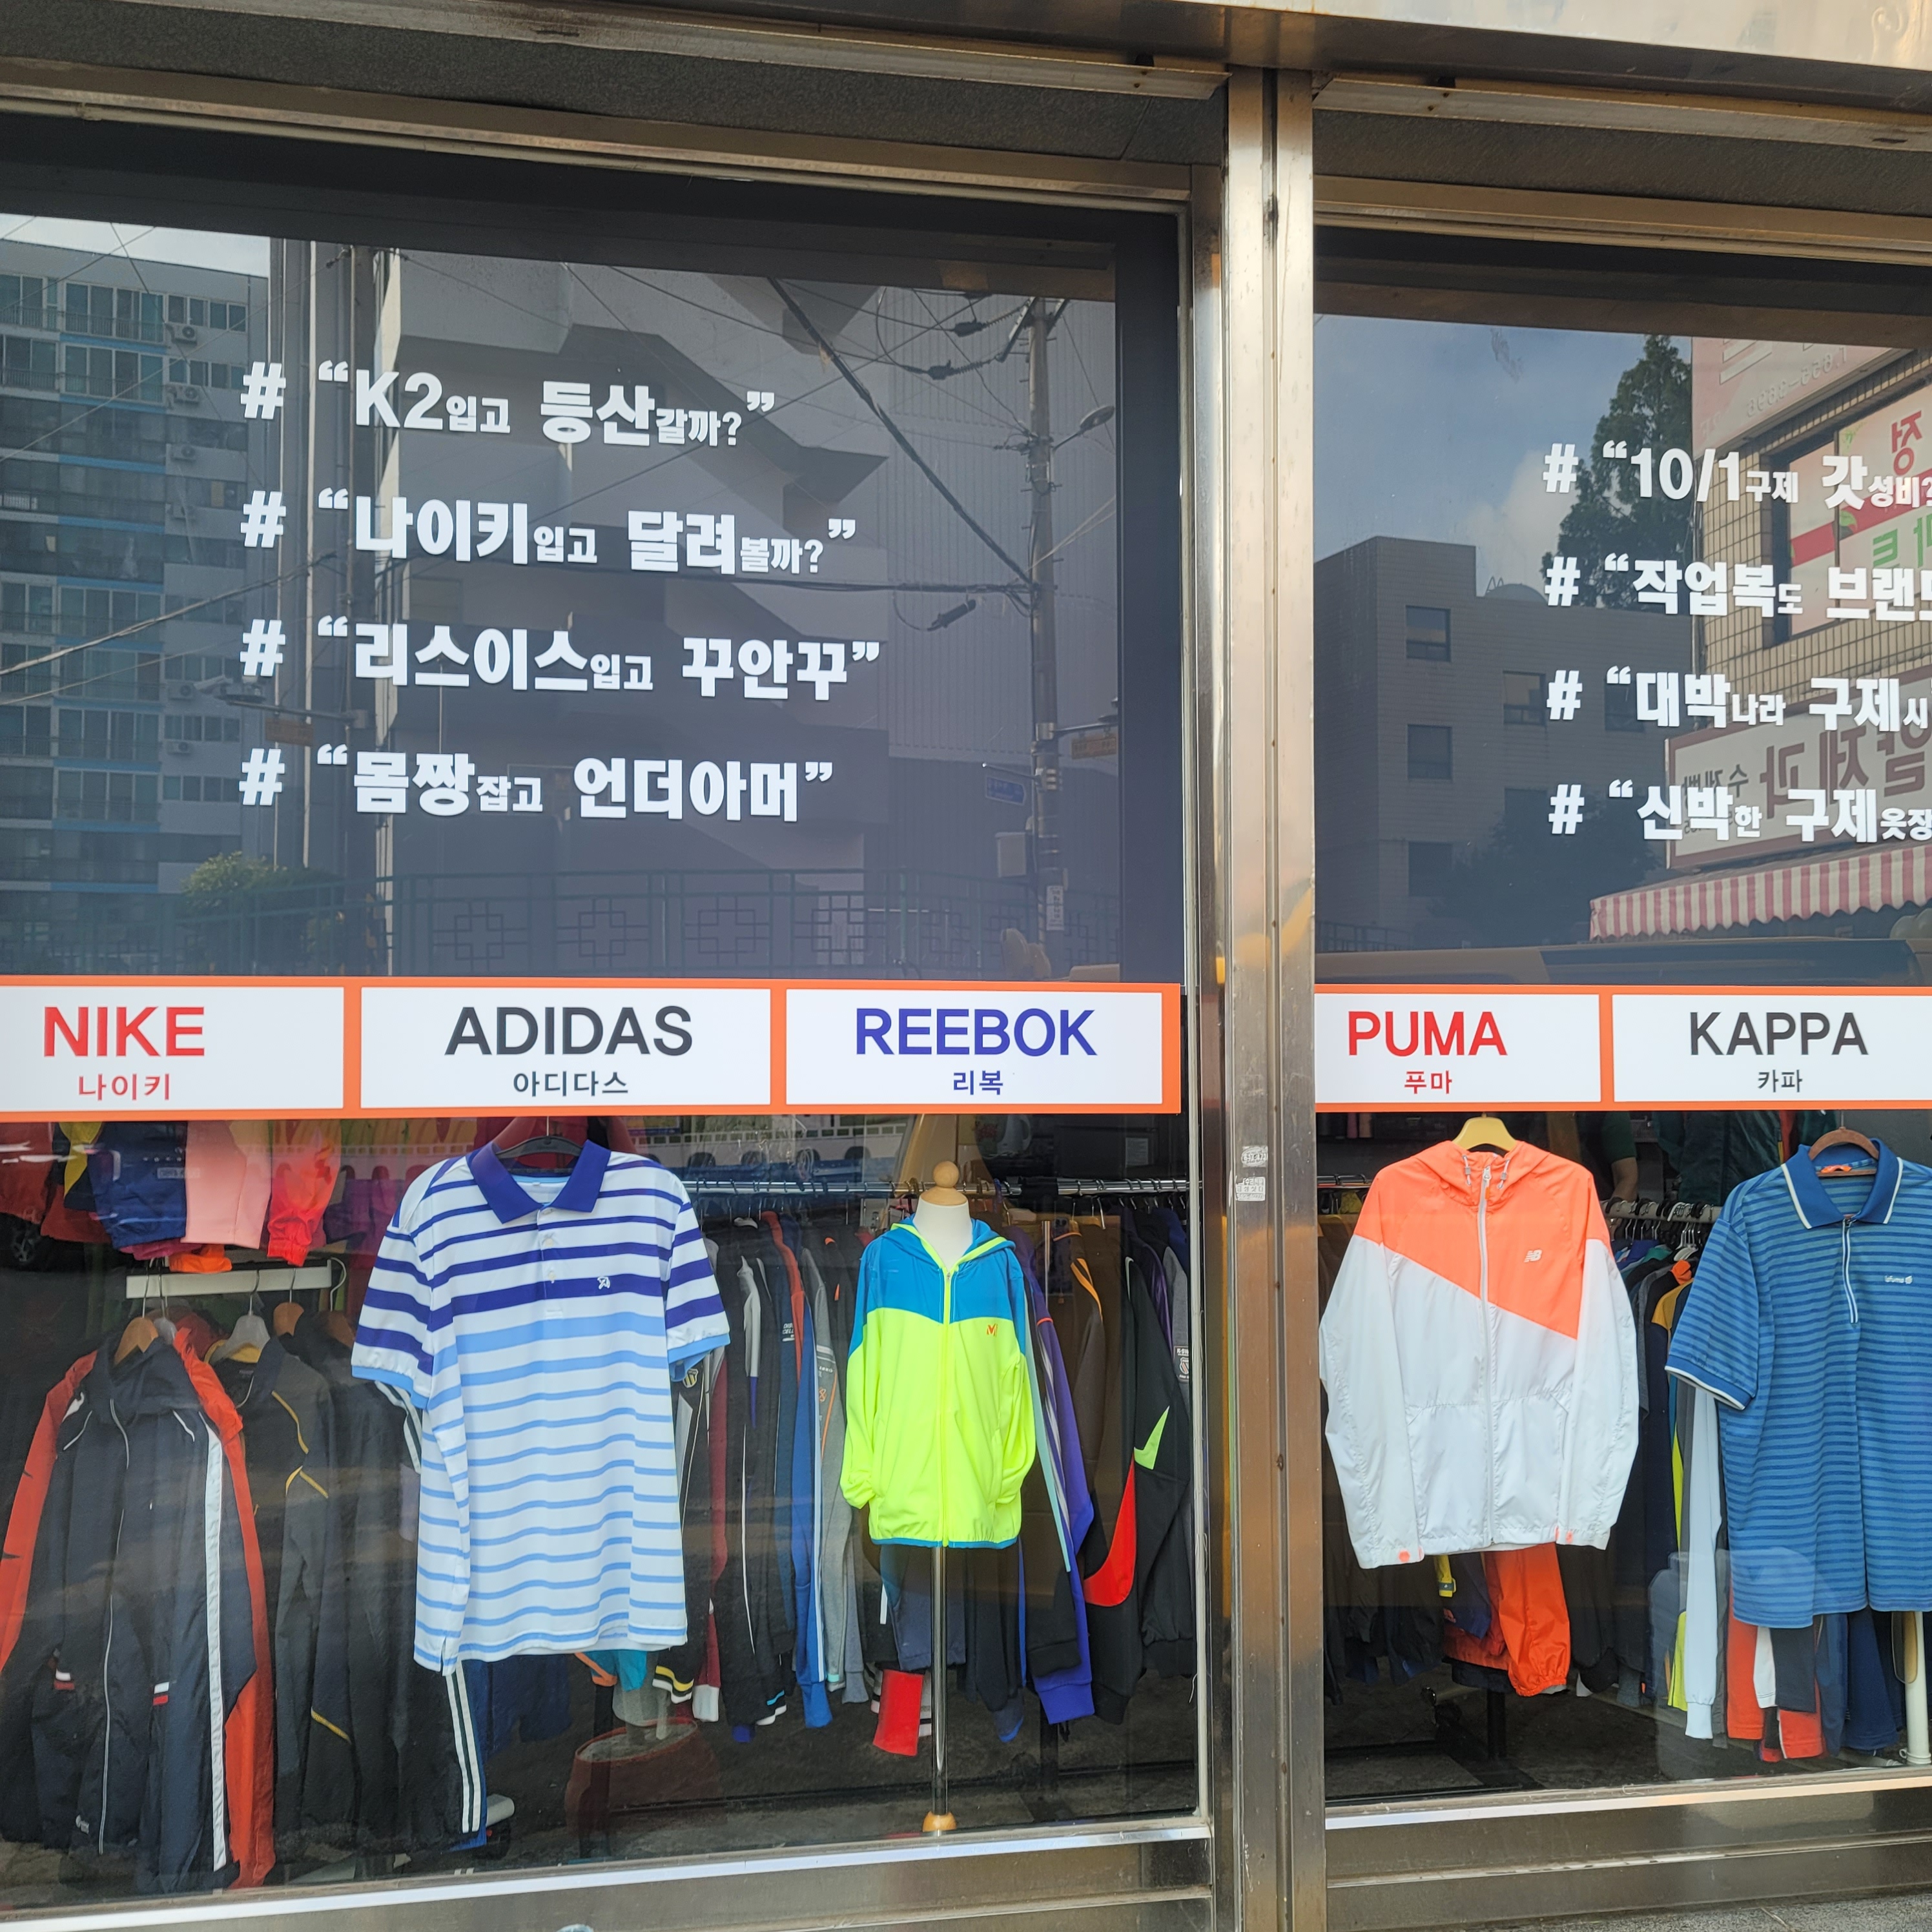 # “K2입고 등산갈까?”
# “나이키입고 달려볼까?”
# “리스이스입고 꾸안꾸”
# “몸짱잡고 언더아머”
# “10/1구제 갓성비?
# “작업복도 브랜드
# “대박나라 구제시
# “신박한 구제옷장
NIKE
나이키
ADIDAS
아디다스
REEBOK
리복
PUMA
푸마
KAPPA
카파
NB